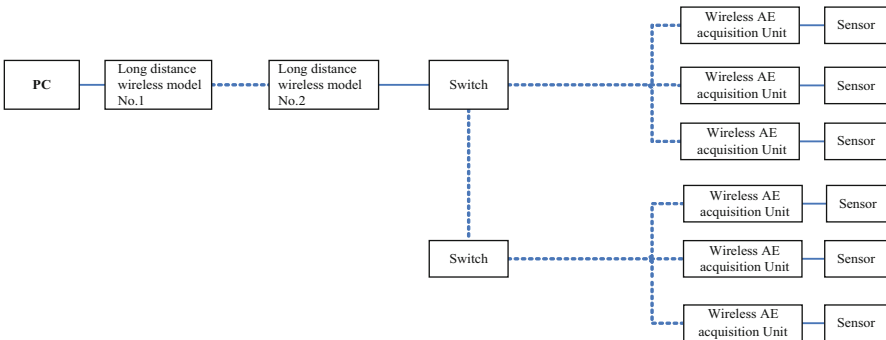 PC
Long distance
wireless model
No.1
Long distance
wireless model
No.2
Switch
Wireless AE
acquisition Unit
Sensor
Wireless AE
acquisition Unit
Sensor
Wireless AE
acquisition Unit
Sensor
Switch
Wireless AE
acquisition Unit
Sensor
Wireless AE
acquisition Unit
Sensor
Wireless AE
acquisition Unit
Sensor